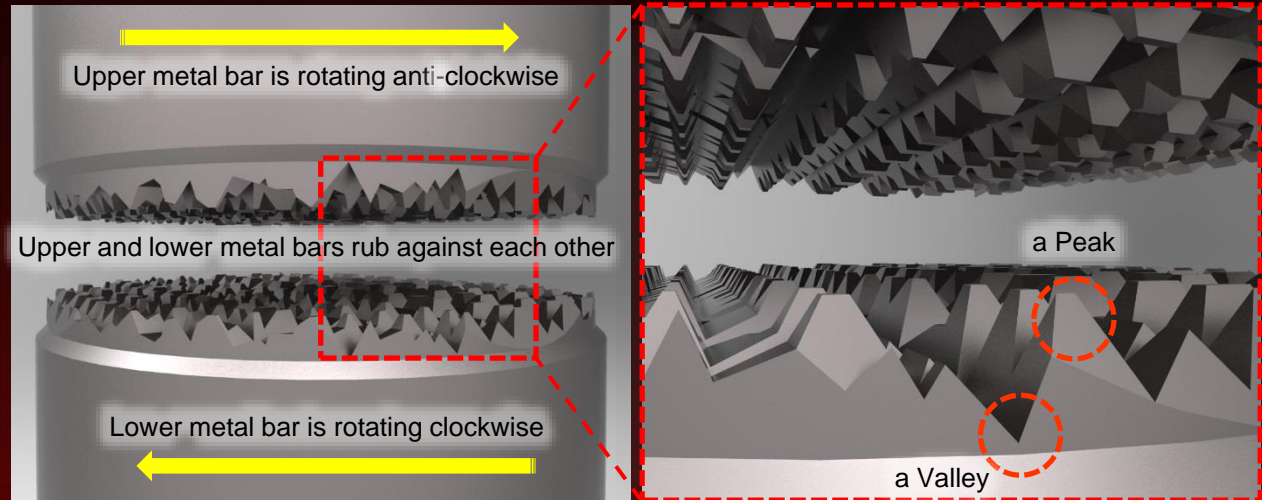 Upper metal bar is rotating anti-clockwise
Upper and lower metal bars rub against each other
Lower metal bar is rotating clockwise
a Peak
a Valley